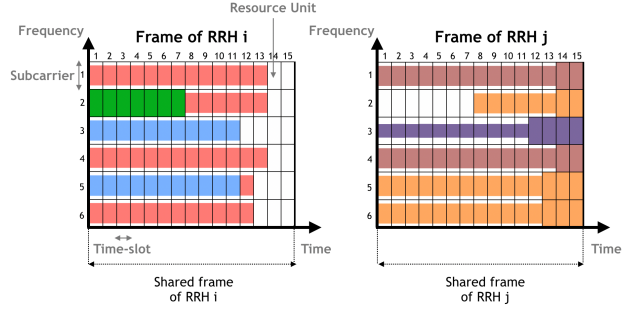 Resource Unit
Frequency
Frame of RRH i
Frequency
Frame of RRH j
1 2 3 4 5 6 7 8 9 10 11 12 13 14 15
1 2 3 4 5 6 7 8 9 10 11 12 13 14 15
Subcarrier
1
2
3
4
5
6
1
2
3
4
5
6
Time-slot
Time
Time
Shared frame
of RRH i
Shared frame
of RRH j